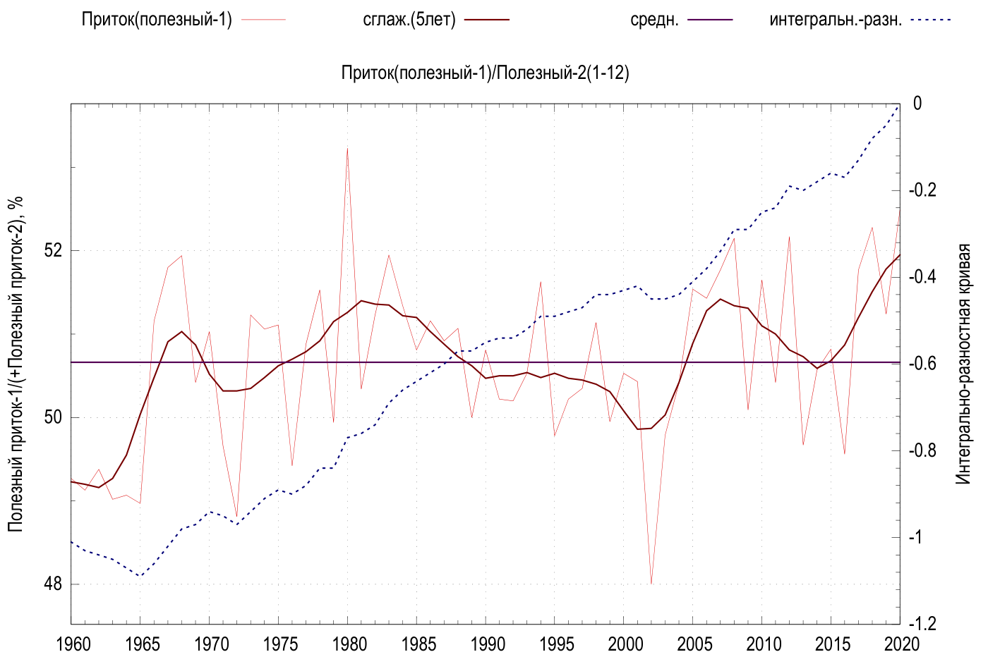 Приток(полезный-1) сглаж.(5лет) средн. интегральн.-разн.
Приток(полезный-1)/Полезный-2(1-12)
Полезный приток-1/(+Полезный приток-2), %
52
50
48
0
-0.2
-0.4
-0.6
-0.8
-1
-1.2
Интегрально-разностная кривая
1960 1965 1970 1975 1980 1985 1990 1995 2000 2005 2010 2015 2020